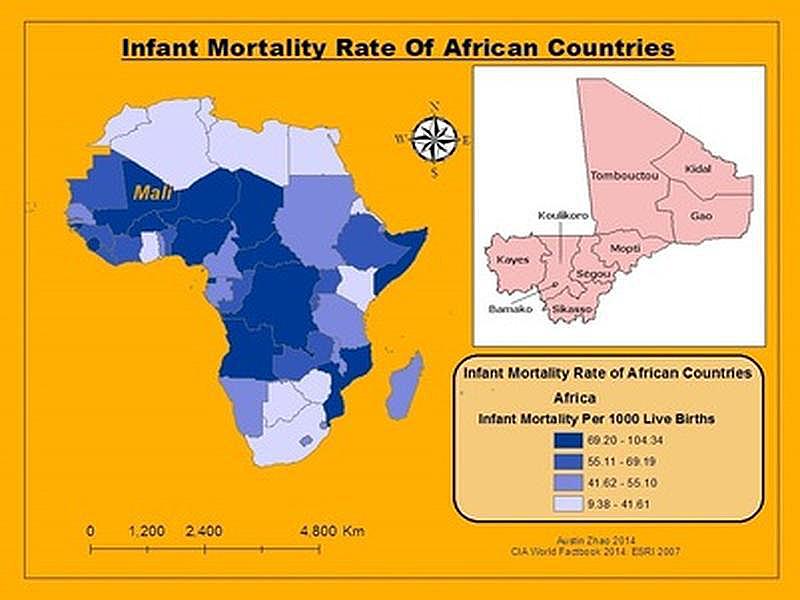 Infant Mortality Rate Of African Countries
N
W E
S
Mali
Tombouctou
Kidal
Gao
Koulikoro
Mopti
Kayes
Ségou
Bamako
Sikasso
Infant Mortality Rate of African Countries
Africa
Infant Mortality Per 1000 Live Births
69.20 - 104.34
55.11 - 69.19
41.62 - 55.10
9.38 - 41.61
0 1,200 2,400 4,800 Km
Austin Zhao 2014
CIA World Factbook 2014. ESRI 2007